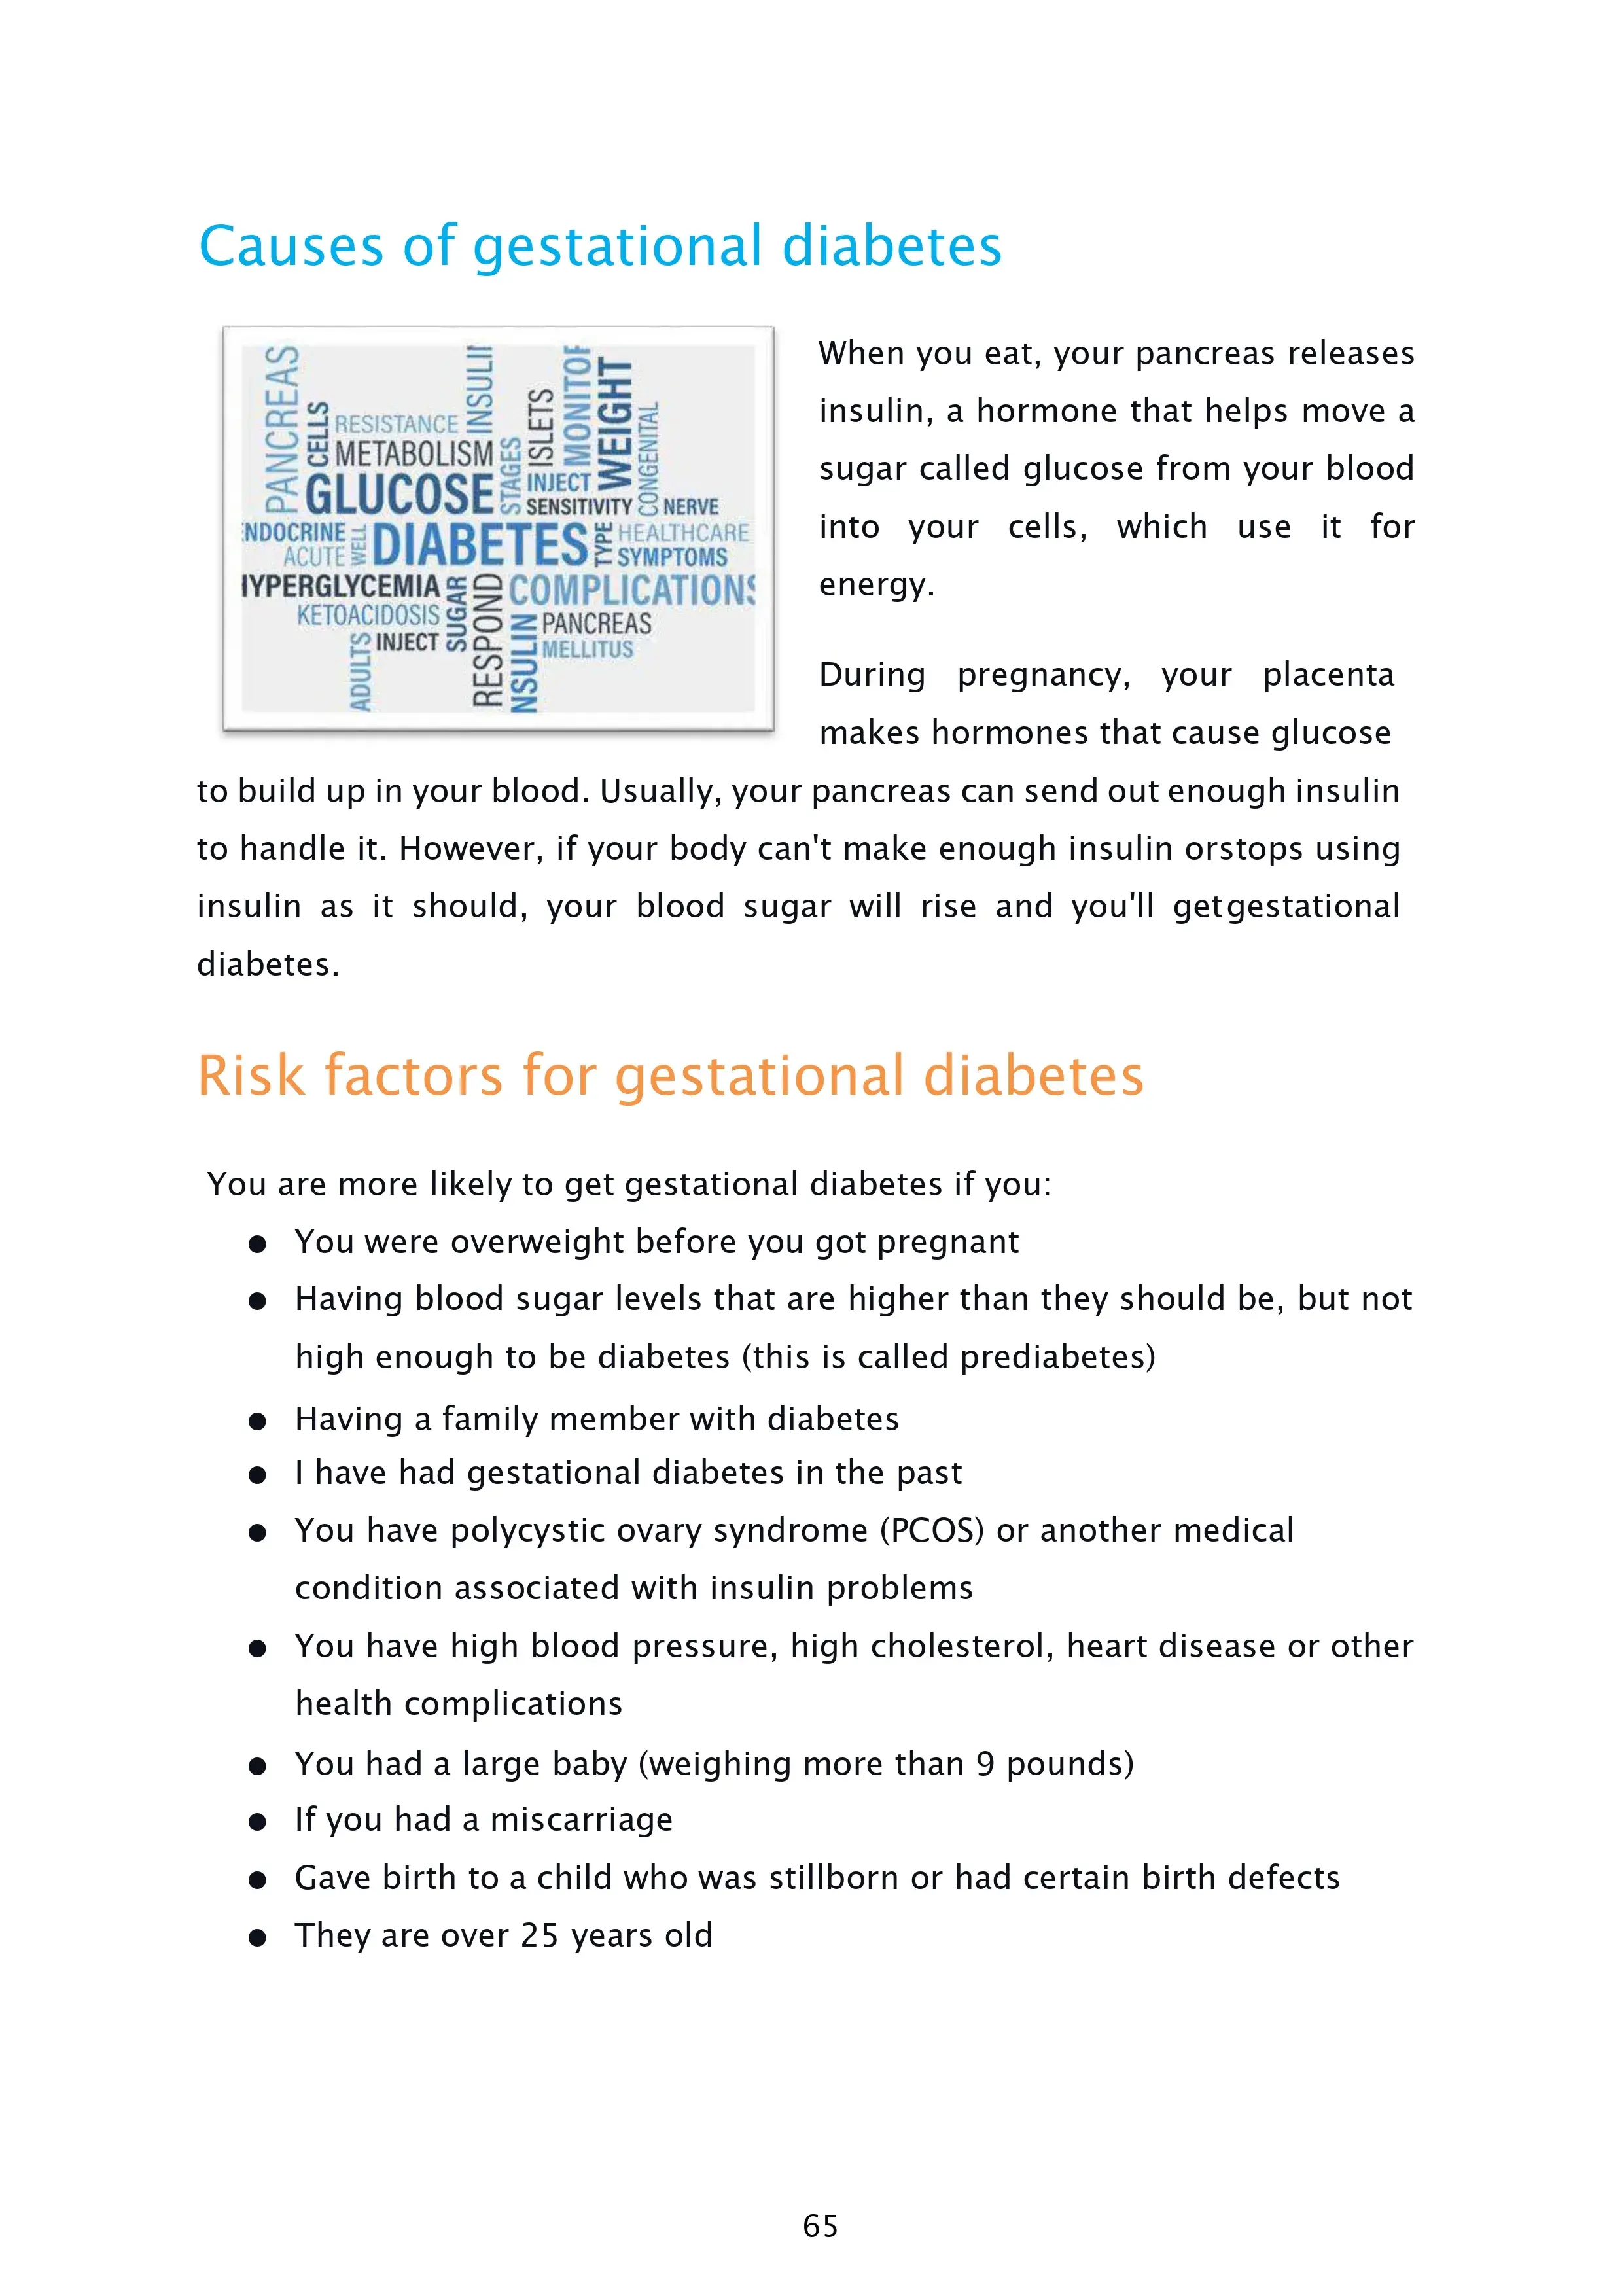 Causes of gestational diabetes
PANCREAS
CELLS
RESISTANCE
INSULI
METABOLISM
GLUCOSE
STAGES
ISLETS
MONITOR
WEIGHT
CONGENITAL
INJECT
SENSITIVITY
NERVE
NDOCRINE
ACUTE
WELL
DIABETES
TYPE
HEALTHCARE
SYMPTOMS
HYPERGLYCEMIA
KETOACIDOSIS
SUGAR
RESPOND
COMPLICATIONS
ADULTS
INJECT
NSULIN
PANCREAS
MELLITUS
When you eat, your pancreas releases
insulin, a hormone that helps move a
sugar called glucose from your blood
into your cells, which use it for
energy.
During pregnancy, your placenta
makes hormones that cause glucose
to build up in your blood. Usually, your pancreas can send out enough insulin
to handle it. However, if your body can't make enough insulin orstops using
insulin as it should, your blood sugar will rise and you'll getgestational
diabetes.
Risk factors for gestational diabetes
You are more likely to get gestational diabetes if you:
● You were overweight before you got pregnant
● Having blood sugar levels that are higher than they should be, but not
high enough to be diabetes (this is called prediabetes)
● Having a family member with diabetes
● I have had gestational diabetes in the past
● You have polycystic ovary syndrome (PCOS) or another medical
condition associated with insulin problems
● You have high blood pressure, high cholesterol, heart disease or other
health complications
● You had a large baby (weighing more than 9 pounds)
● If you had a miscarriage
● Gave birth to a child who was stillborn or had certain birth defects
● They are over 25 years old
65